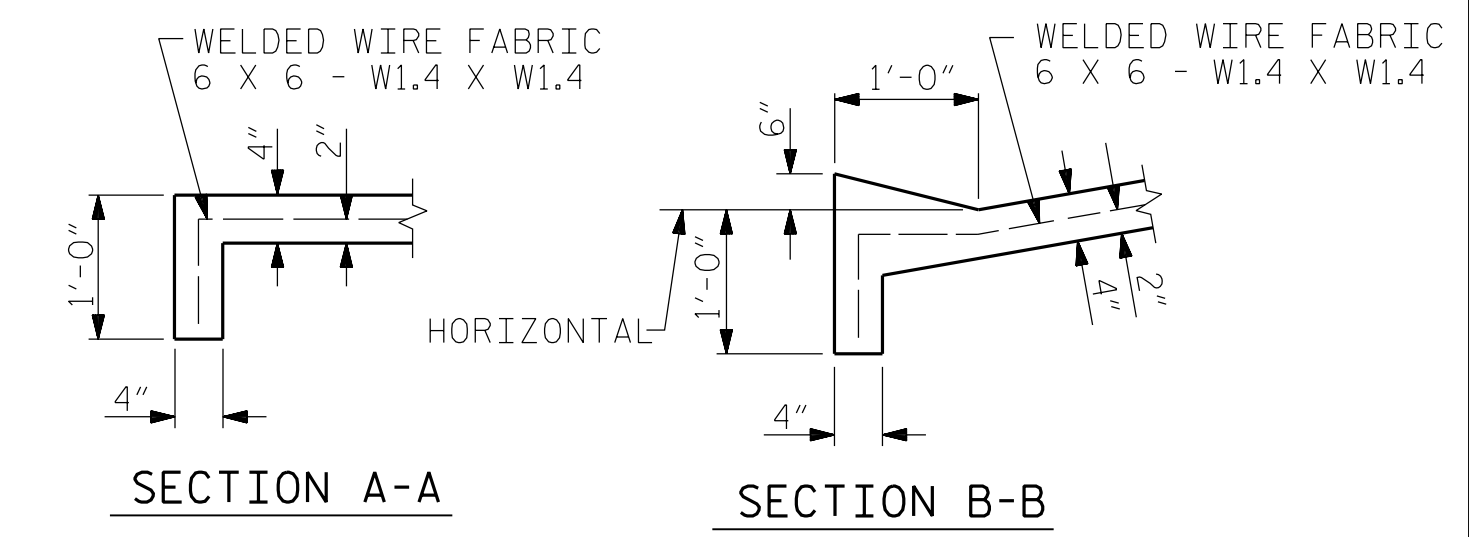 WELDED WIRE FABRIC
6 X 6 - W1.4 X W1.4
4"
2"
1'-0"
4"
SECTION A-A
WELDED WIRE FABRIC
6 X 6 - W1.4 X W1.4
1'-0"
6"
1'-0"
HORIZONTAL
4"
2"
4"
SECTION B-B